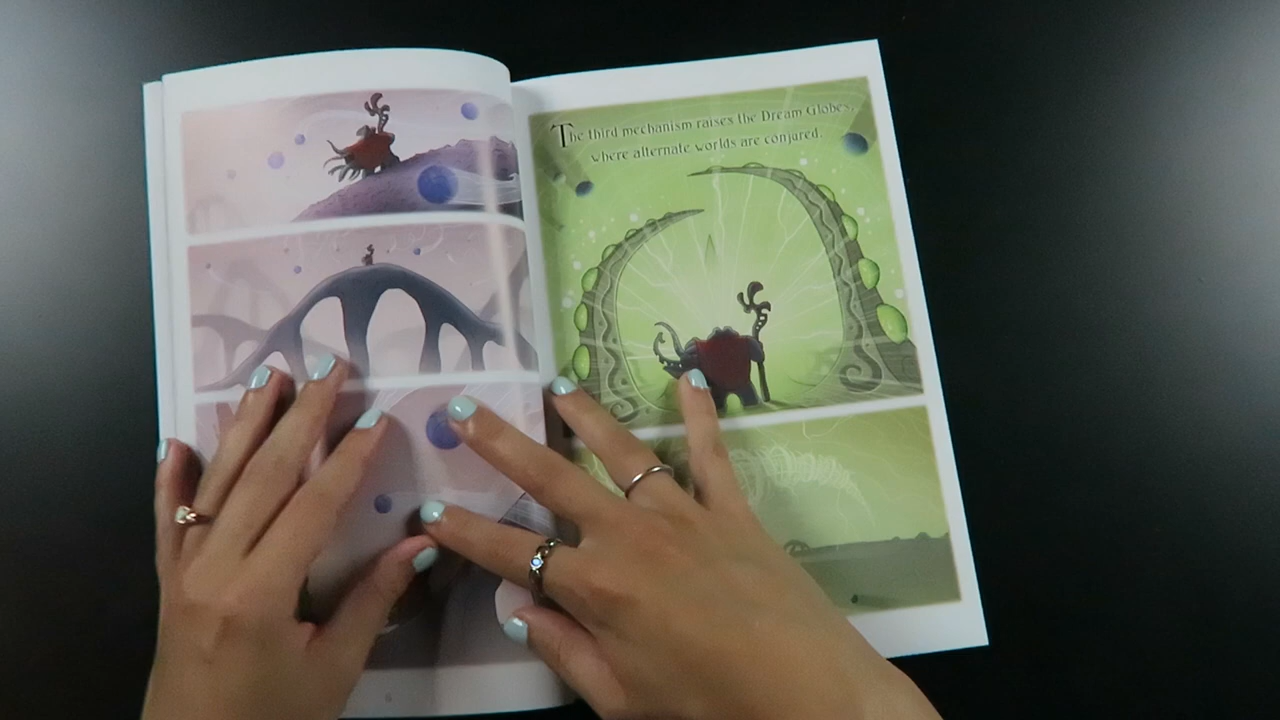 The third mechanism raises the Dream Globes,
where alternate worlds are conjured.